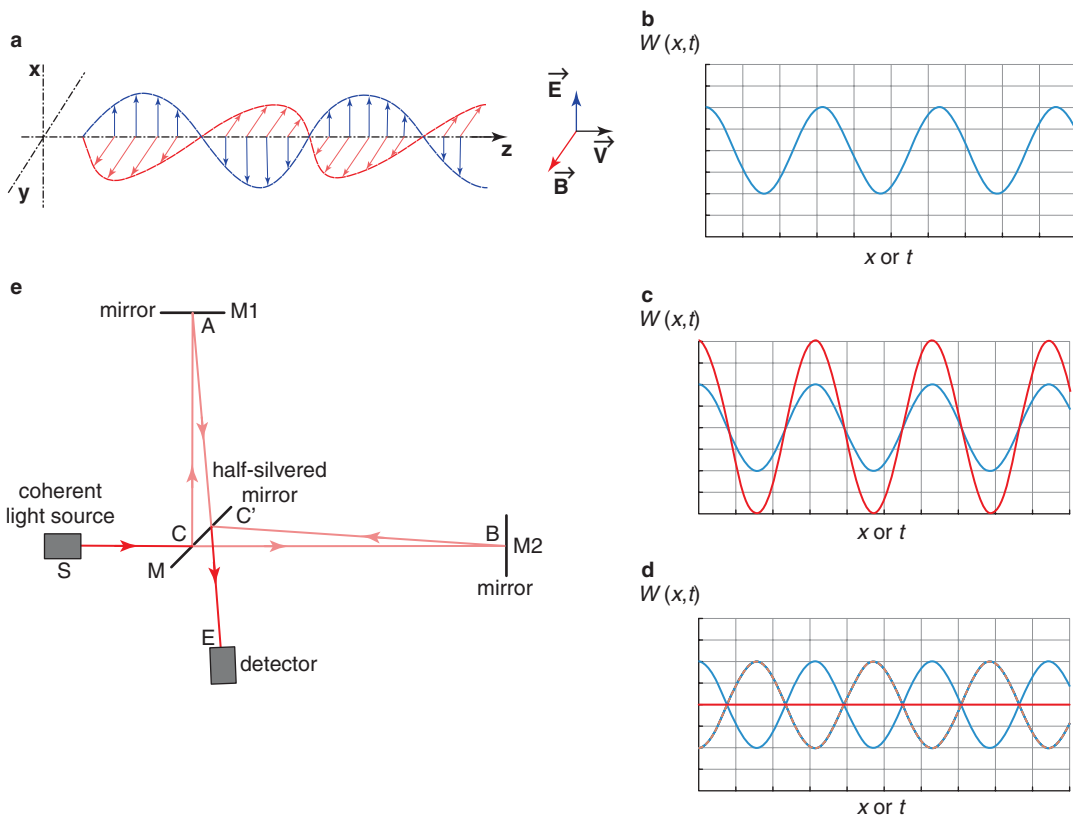 a
x
y
z
E
V
B
b
W (x,t)
x or t
e
mirror
M1
A
half-silvered
mirror
C'
coherent
light source
C
B
M2
S
M
mirror
E
detector
c
W (x,t)
x or t
d
W (x,t)
x or t